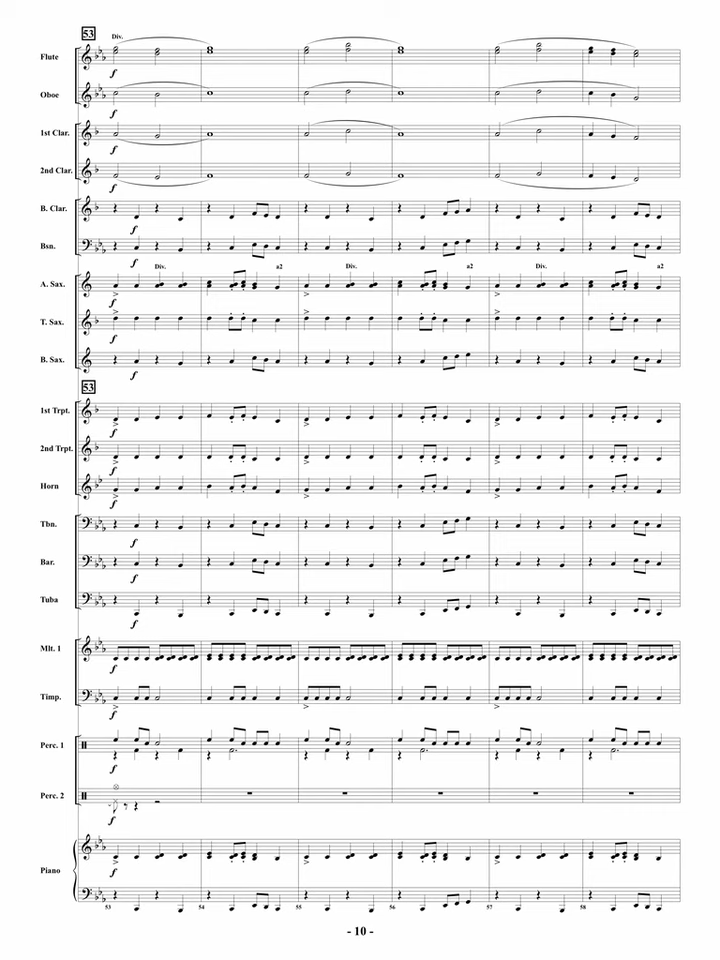 53
Div.
Flute
f
Oboe
f
1st Clar.
f
2nd Clar.
f
B. Clar.
f
Bsn.
f
Div. a2 Div. a2 Div. a2
A. Sax.
f
T. Sax.
f
B. Sax.
f
53
1st Trpt.
f
2nd Trpt.
f
Horn
f
Tbn.
f
Bar.
f
Tuba
f
Mlt. 1
f
Timp.
f
Perc. 1
f
Perc. 2
f
Piano
f
53 54 55 56 57 58
- 10 -